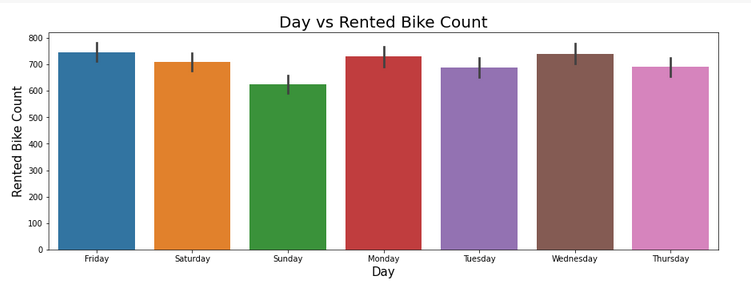 Day vs Rented Bike Count
Rented Bike Count
800
700
600
500
400
300
200
100
0
Friday Saturday Sunday Monday Tuesday Wednesday Thursday
Day